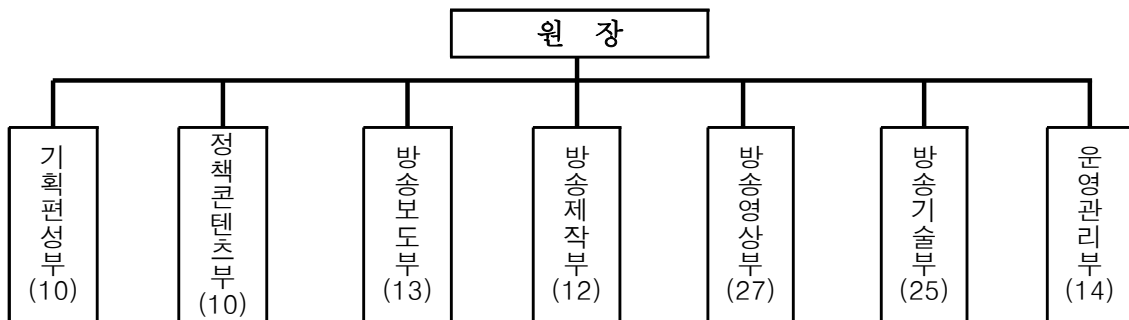 원 장
기획편성부
(10)
정책콘텐츠부
(10)
방송보도부
(13)
방송제작부
(12)
방송영상부
(27)
방송기술부
(25)
운영관리부
(14)